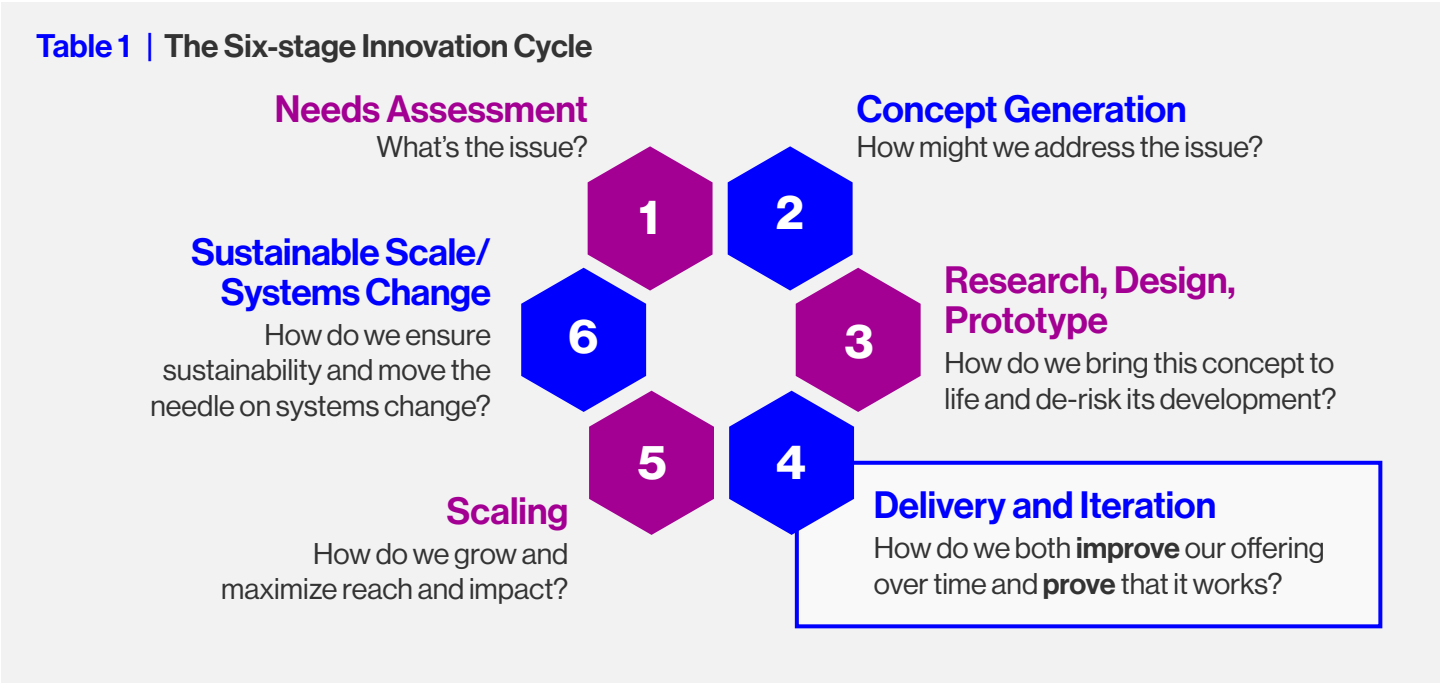 Table 1 | The Six-stage Innovation Cycle
Needs Assessment
What’s the issue?
1
2
Concept Generation
How might we address the issue?
3
Research, Design,
Prototype
How do we bring this concept to
life and de-risk its development?
4
Delivery and Iteration
How do we both improve our offering
over time and prove that it works?
5
Scaling
How do we grow and
maximize reach and impact?
6
Sustainable Scale/
Systems Change
How do we ensure
sustainability and move the
needle on systems change?